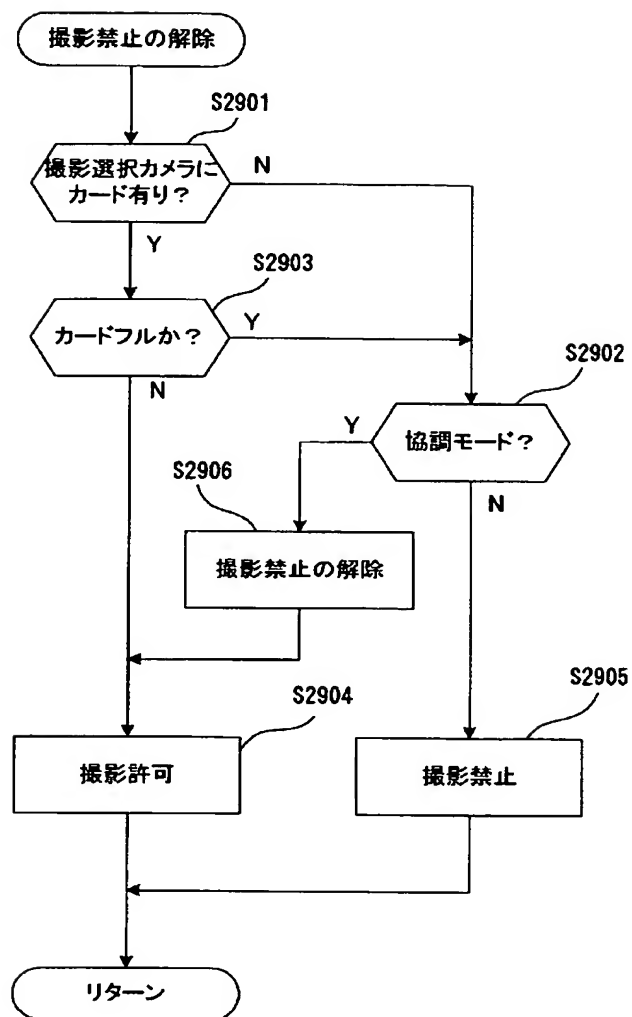 撮影禁止の解除
S2901
撮影選択カメラに
カード有り？
N
Y
S2903
カードフルか？
Y
N
S2902
協調モード？
Y
N
S2906
撮影禁止の解除
S2905
S2904
撮影許可
撮影禁止
リターン